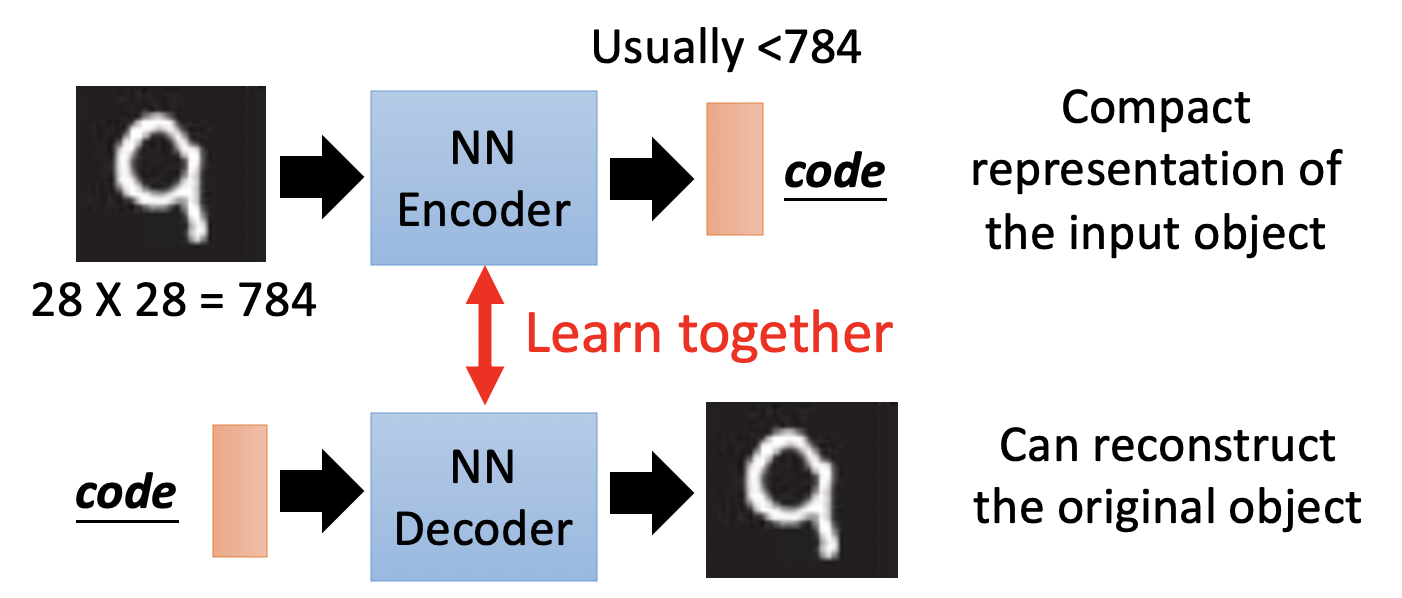 Usually <784
NN
Encoder
code
Compact
representation of
the input object
28 X 28 = 784
Learn together
code
NN
Decoder
Can reconstruct
the original object